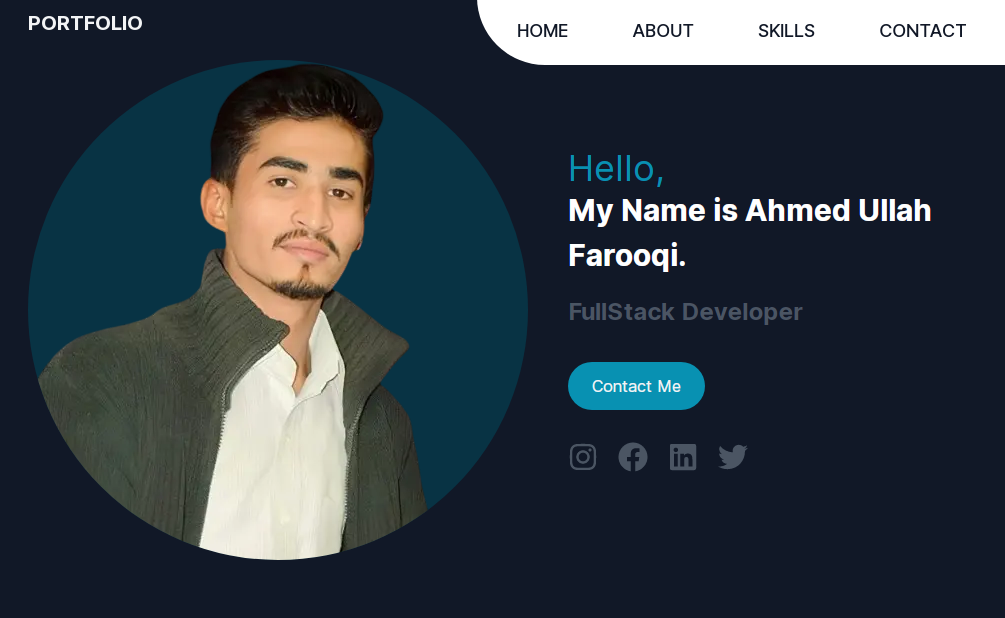 PORTFOLIO
HOME ABOUT SKILLS CONTACT
Hello,
My Name is Ahmed Ullah
Farooqi.
FullStack Developer
Contact Me